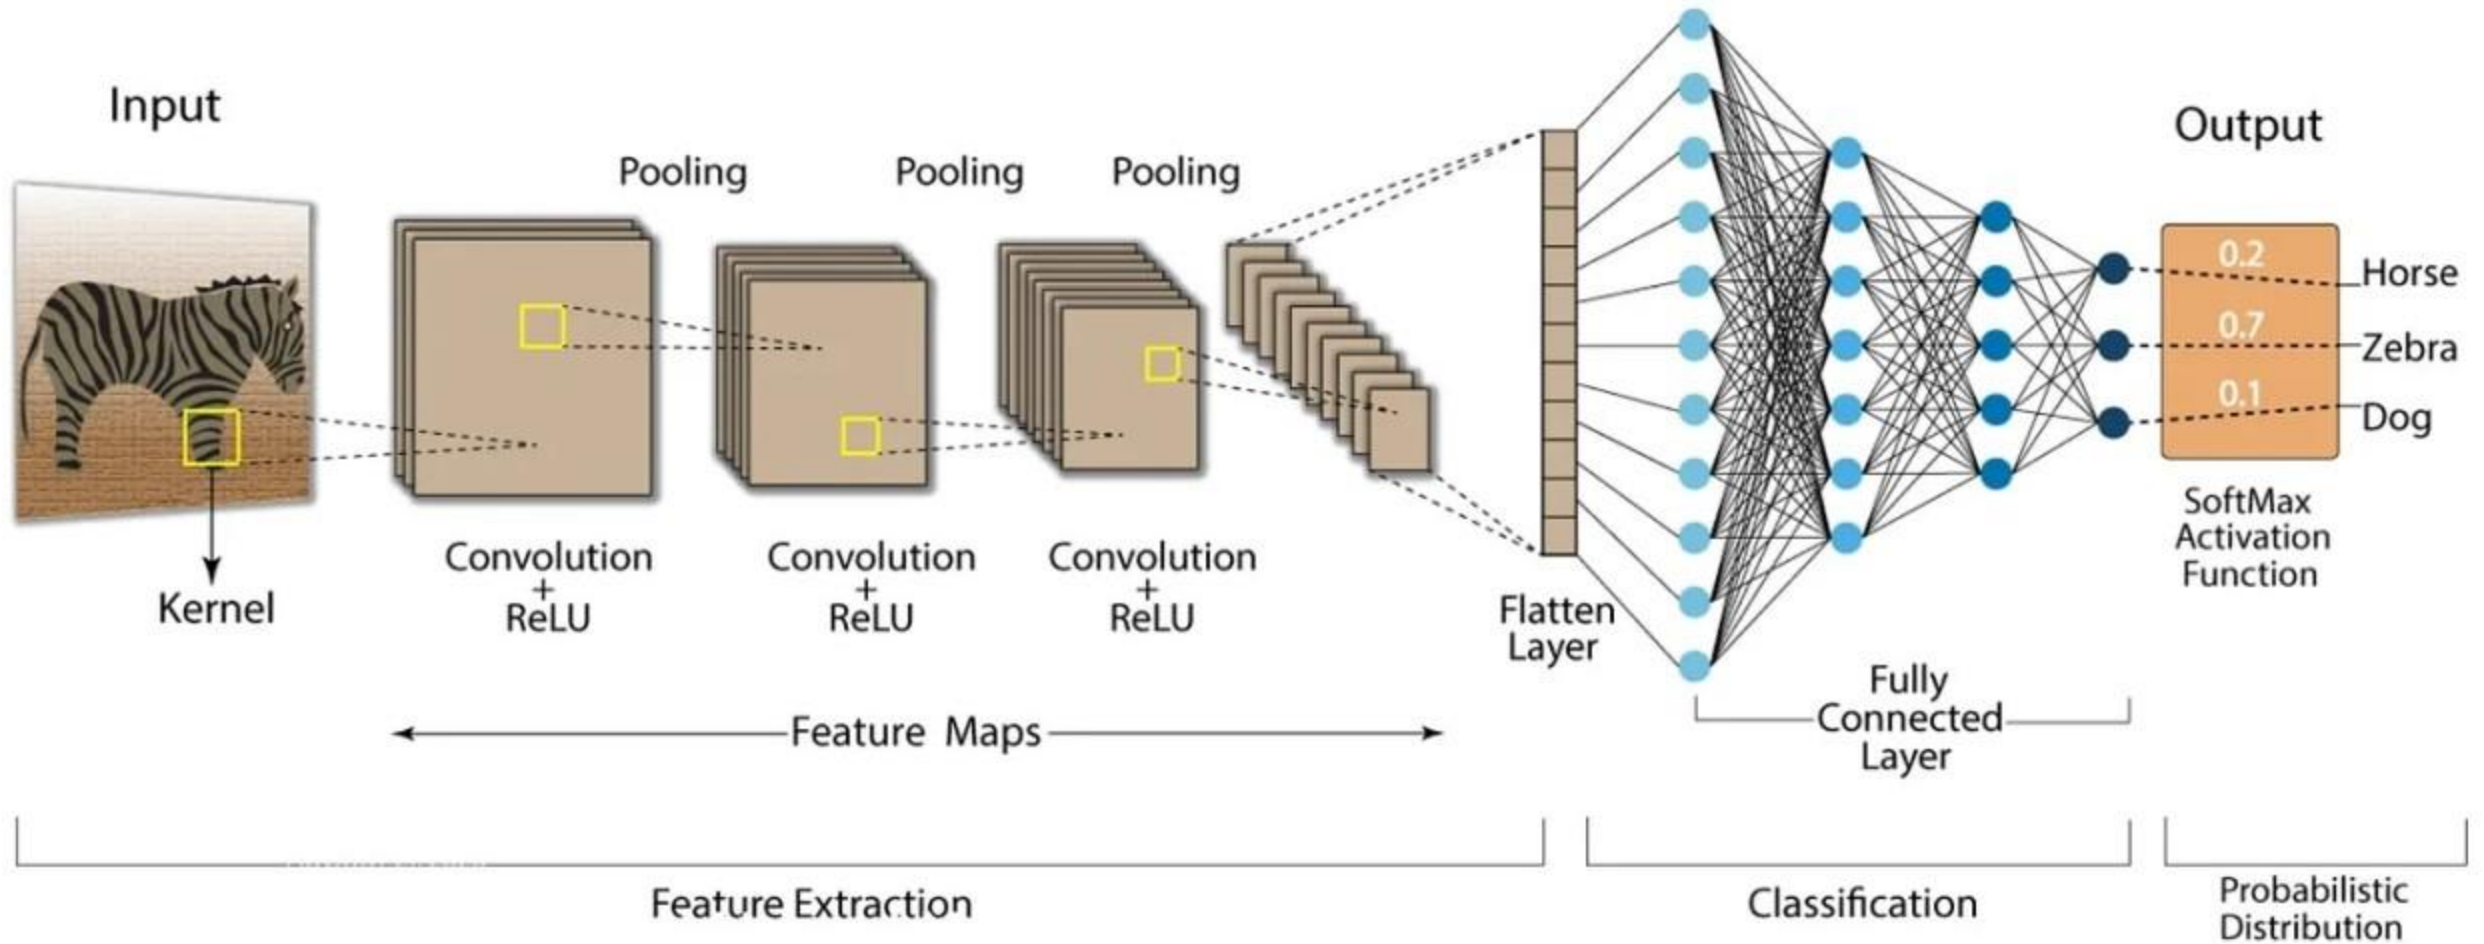 Input
Output
Pooling
Pooling
Pooling
0.2
Horse
0.7
Zebra
0.1
Dog
Kernel
Convolution
+
ReLU
Convolution
+
ReLU
Convolution
+
ReLU
Flatten
Layer
SoftMax
Activation
Function
Fully
Connected
Layer
Feature Maps
Feature Extraction
Classification
Probabilistic
Distribution